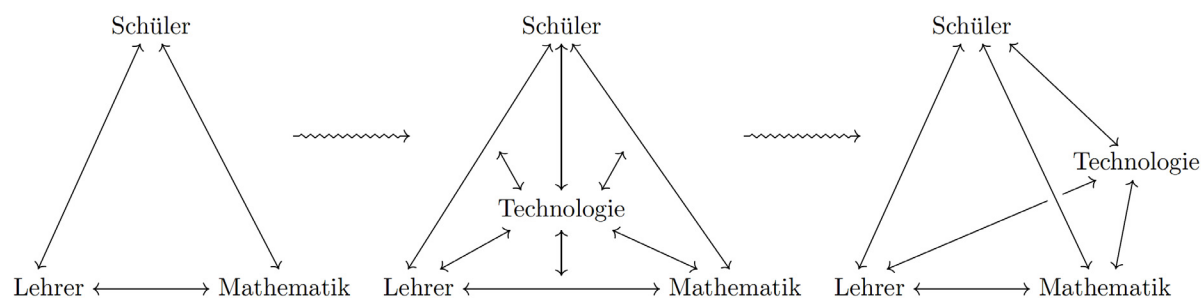 Schüler
Lehrer
Mathematik
Schüler
Technologie
Lehrer
Mathematik
Schüler
Technologie
Lehrer
Mathematik